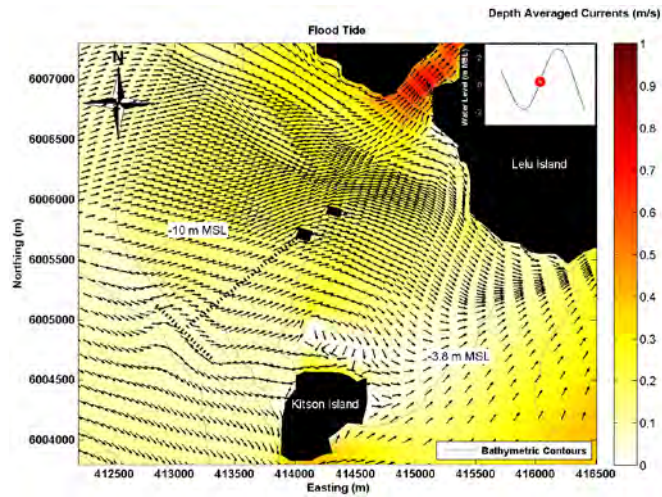 Depth Averaged Currents (m/s)
Flood Tide
N
Water Level (m MSL)
2
0
-2
Lelu Island
-10 m MSL
-3.8 m MSL
Kitson Island
Bathymetric Contours
Northing (m)
6007000
6006500
6006000
6005500
6005000
6004500
6004000
412500 413000 413500 414000 414500 415000 415500 416000 416500
Easting (m)
1
0.9
0.8
0.7
0.6
0.5
0.4
0.3
0.2
0.1
0